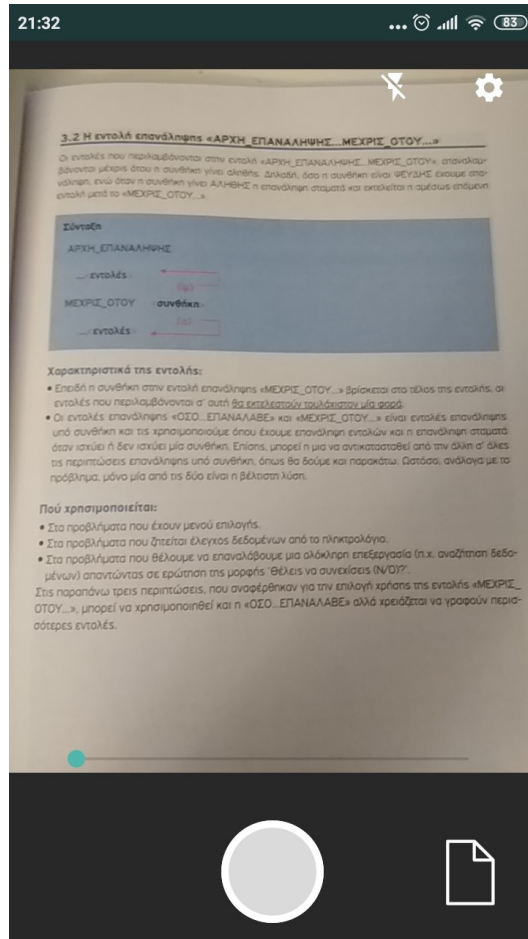 21:32
83
3.2 Η εντολή επανάληψης «ΑΡΧΗ_ΕΠΑΝΑΛΗΨΗΣ...ΜΕΧΡΙΣ_ΟΤΟΥ...»
Οι εντολές που περιλαμβάνονται στην εντολή «ΑΡΧΗ_ΕΠΑΝΑΛΗΨΗΣ...ΜΕΧΡΙΣ_ΟΤΟΥ», επαναλαμ-
βάνονται μέχρις ότου η συνθήκη γίνει αληθής. Δηλαδή, όσο η συνθήκη είναι ΨΕΥΔΗΣ έχουμε επα-
νάληψη, ενώ όταν η συνθήκη γίνει ΑΛΗΘΗΣ η επανάληψη σταματά και εκτελείται η αμέσως επόμενη
εντολή μετά το «ΜΕΧΡΙΣ_ΟΤΟΥ...»
Σύνταξη
ΑΡΧΗ_ΕΠΑΝΑΛΗΨΗΣ
...εντολές
(ψ)
ΜΕΧΡΙΣ_ΟΤΟΥ συνθήκη
(α)
...εντολές
Χαρακτηριστικά της εντολής:
• Επειδή η συνθήκη στην εντολή επανάληψης «ΜΕΧΡΙΣ_ΟΤΟΥ...» βρίσκεται στο τέλος της εντολής, οι
εντολές που περιλαμβάνονται σ' αυτή θα εκτελεστούν τουλάχιστον μία φορά.
• Οι εντολές επανάληψης «ΟΣΟ...ΕΠΑΝΑΛΑΒΕ» και «ΜΕΧΡΙΣ_ΟΤΟΥ...» είναι εντολές επανάληψης
υπό συνθήκη και τις χρησιμοποιούμε όπου έχουμε επανάληψη εντολών και η επανάληψη σταματά
όταν ισχύει ή δεν ισχύει μία συνθήκη. Επίσης, μπορεί η μια να αντικατασταθεί από την άλλη σ' όλες
τις περιπτώσεις επανάληψης υπό συνθήκη, όπως θα δούμε και παρακάτω. Ωστόσο, ανάλογα με το
πρόβλημα, μόνο μία από τις δύο είναι η βέλτιστη λύση.
Πού χρησιμοποιείται:
• Στα προβλήματα που έχουν μενού επιλογής.
• Στα προβλήματα που ζητείται έλεγχος δεδομένων από το πληκτρολόγιο.
• Στα προβλήματα που θέλουμε να επαναλάβουμε μια ολόκληρη επεξεργασία (π.χ. αναζήτηση δεδο-
μένων) απαντώντας σε ερώτηση της μορφής 'Θέλεις να συνεχίσεις (Ν/Ο)?'.
Στις παραπάνω τρεις περιπτώσεις, που αναφέρθηκαν για την επιλογή χρήσης της εντολής «ΜΕΧΡΙΣ_
ΟΤΟΥ...», μπορεί να χρησιμοποιηθεί και η «ΟΣΟ...ΕΠΑΝΑΛΑΒΕ» αλλά χρειάζεται να γραφούν περισ-
σότερες εντολές.